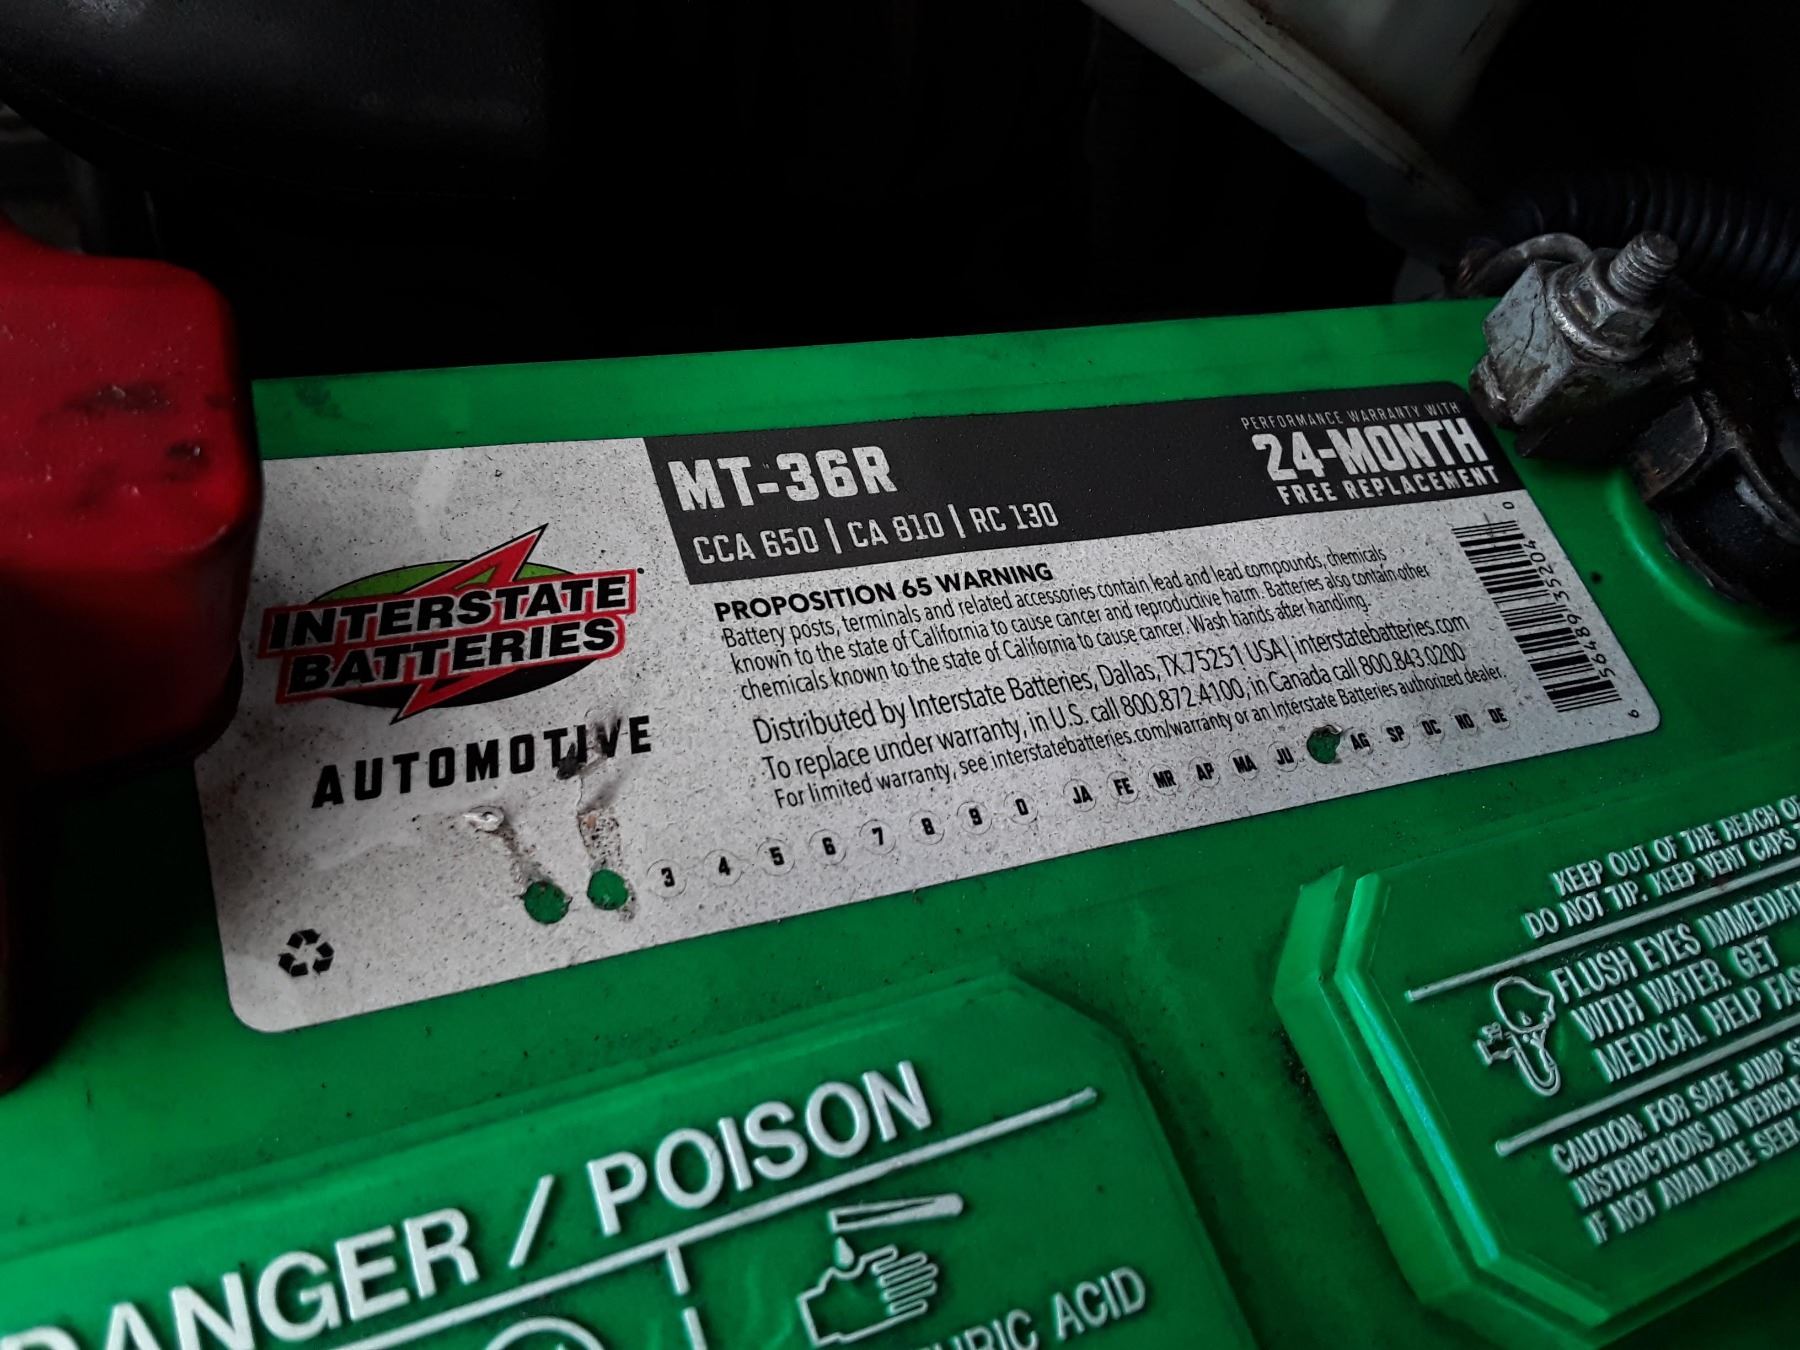 MT-36R
CCA 650 | CA 810 | RC 130
PERFORMANCE WARRANTY WITH
24-MONTH
FREE REPLACEMENT
INTERSTATE
BATTERIES
AUTOMOTIVE
PROPOSITION 65 WARNING
Battery posts, terminals and related accessories contain lead and lead compounds, chemicals
known to the state of California to cause cancer and reproductive harm. Batteries also contain other
chemicals known to the state of California to cause cancer. Wash hands after handling.
Distributed by Interstate Batteries, Dallas, TX 75251 USA | interstatebatteries.com
To replace under warranty, in U.S. call 800.872.4100, in Canada call 800.843.0200
For limited warranty, see interstatebatteries.com/warranty or an Interstate Batteries authorized dealer.
0 56489 35204 6
3 4 5 6 7 8 9 0 JA FE MR AP MA JU AG SP OC NO DE
DANGER / POISON
ACID
KEEP OUT OF THE REACH OF
DO NOT TIP. KEEP VENT CAPS
FLUSH EYES
WITH WATER. GET
MEDICAL HELP
CAUTION: FOR SAFE JUMP
INSTRUCTIONS IN
IF NOT AVAILABLE